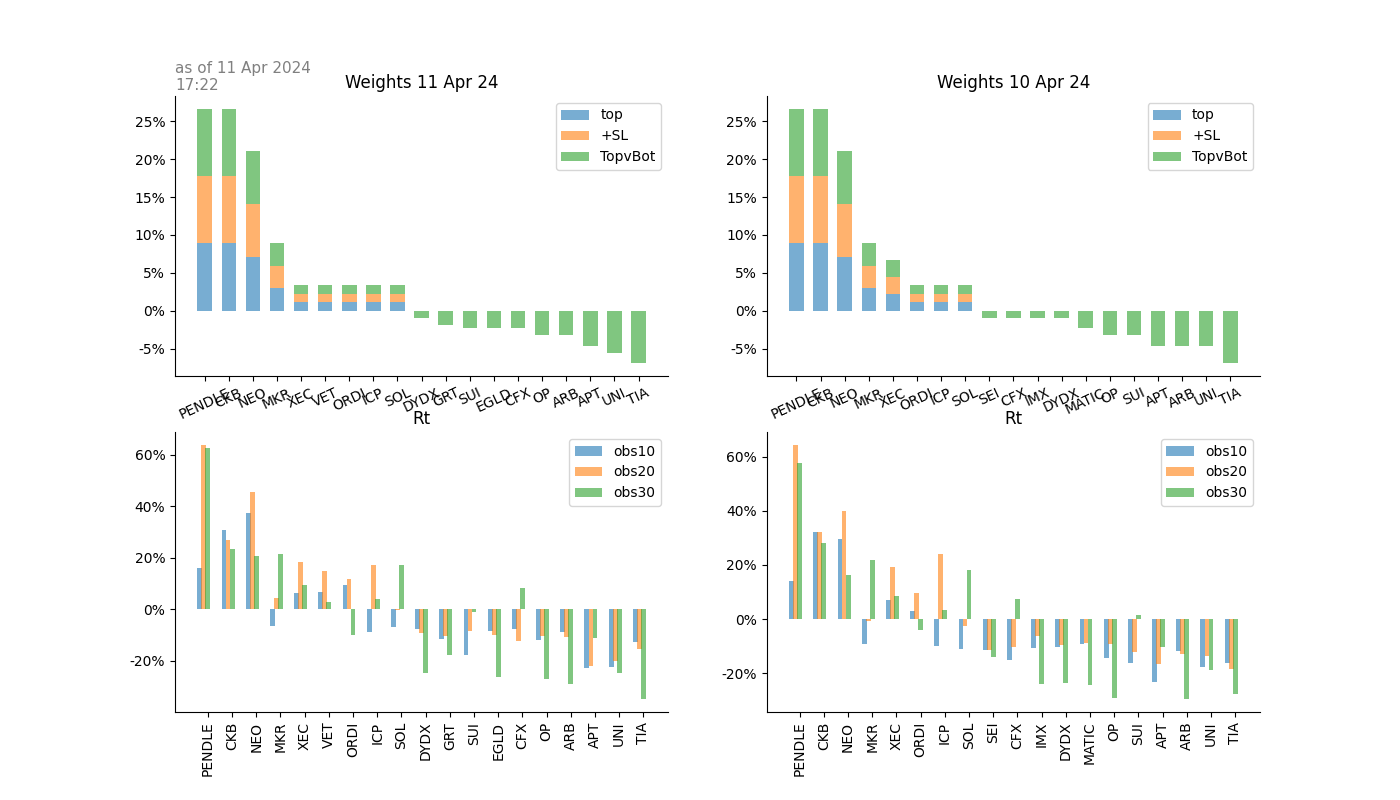 as of 11 Apr 2024
17:22
Weights 11 Apr 24
25%
20%
15%
10%
5%
0%
-5%
top
+SL
TopvBot
PENDLE CKB NEO MKR XEC VET ORDI ICP SOL DYDX GRT SUI EGLD CFX OP ARB APT UNI TIA
Weights 10 Apr 24
25%
20%
15%
10%
5%
0%
-5%
top
+SL
TopvBot
PENDLE CKB NEO MKR XEC ORDI ICP SOL SEI CFX IMX DYDX MATIC OP SUI APT ARB UNI TIA
Rt
60%
40%
20%
0%
-20%
obs10
obs20
obs30
PENDLE CKB NEO MKR XEC VET ORDI ICP SOL DYDX GRT SUI EGLD CFX OP ARB APT UNI TIA
Rt
60%
40%
20%
0%
-20%
obs10
obs20
obs30
PENDLE CKB NEO MKR XEC ORDI ICP SOL SEI CFX IMX DYDX MATIC OP SUI APT ARB UNI TIA